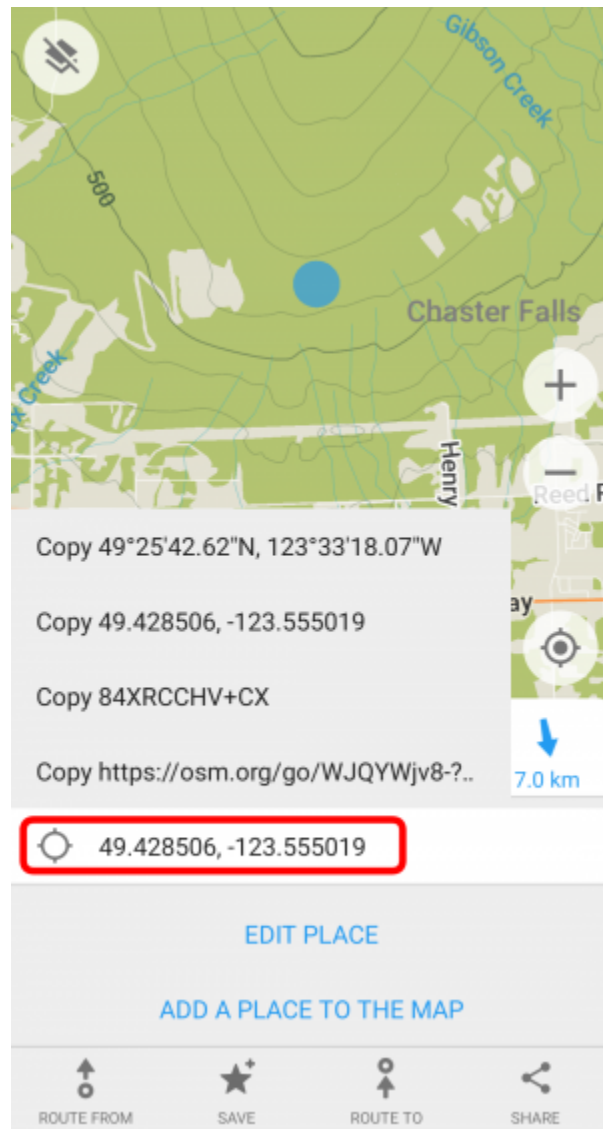 Gibson Creek
500
Chaster Falls
Creek
Henry
Reed
Copy 49°25'42.62"N, 123°33'18.07"W
Copy 49.428506, -123.555019
ay
Copy 84XRCCHV+CX
Copy https://osm.org/go/WJQYWjv8-?..
7.0 km
49.428506, -123.555019
EDIT PLACE
ADD A PLACE TO THE MAP
ROUTE FROM
SAVE
ROUTE TO
SHARE